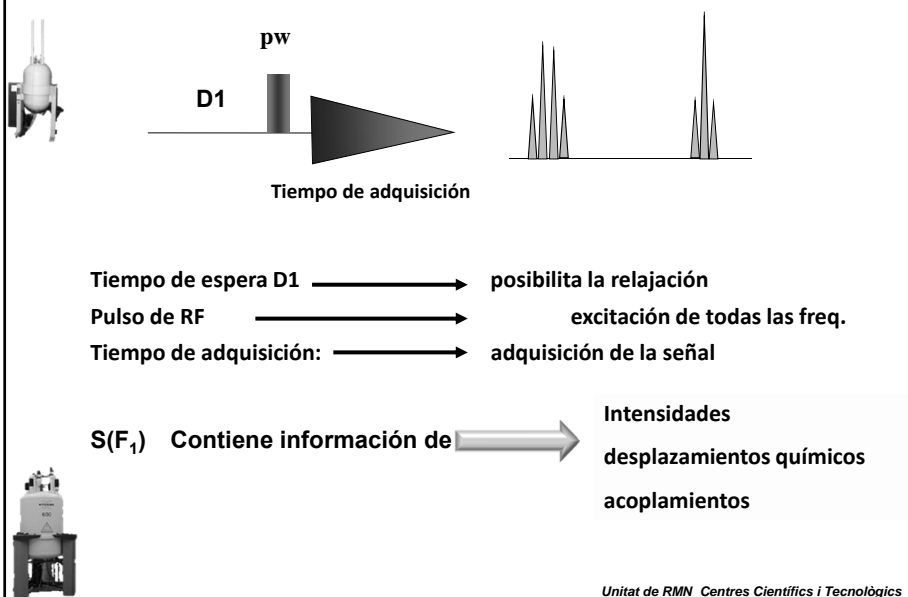 pw
D1
Tiempo de adquisición
Tiempo de espera D1 posibilita la relajación
Pulso de RF excitación de todas las freq.
Tiempo de adquisición: adquisición de la señal
S(F₁) Contiene información de
Intensidades
desplazamientos químicos
acoplamientos
Unitat de RMN Centres Científics i Tecnològics